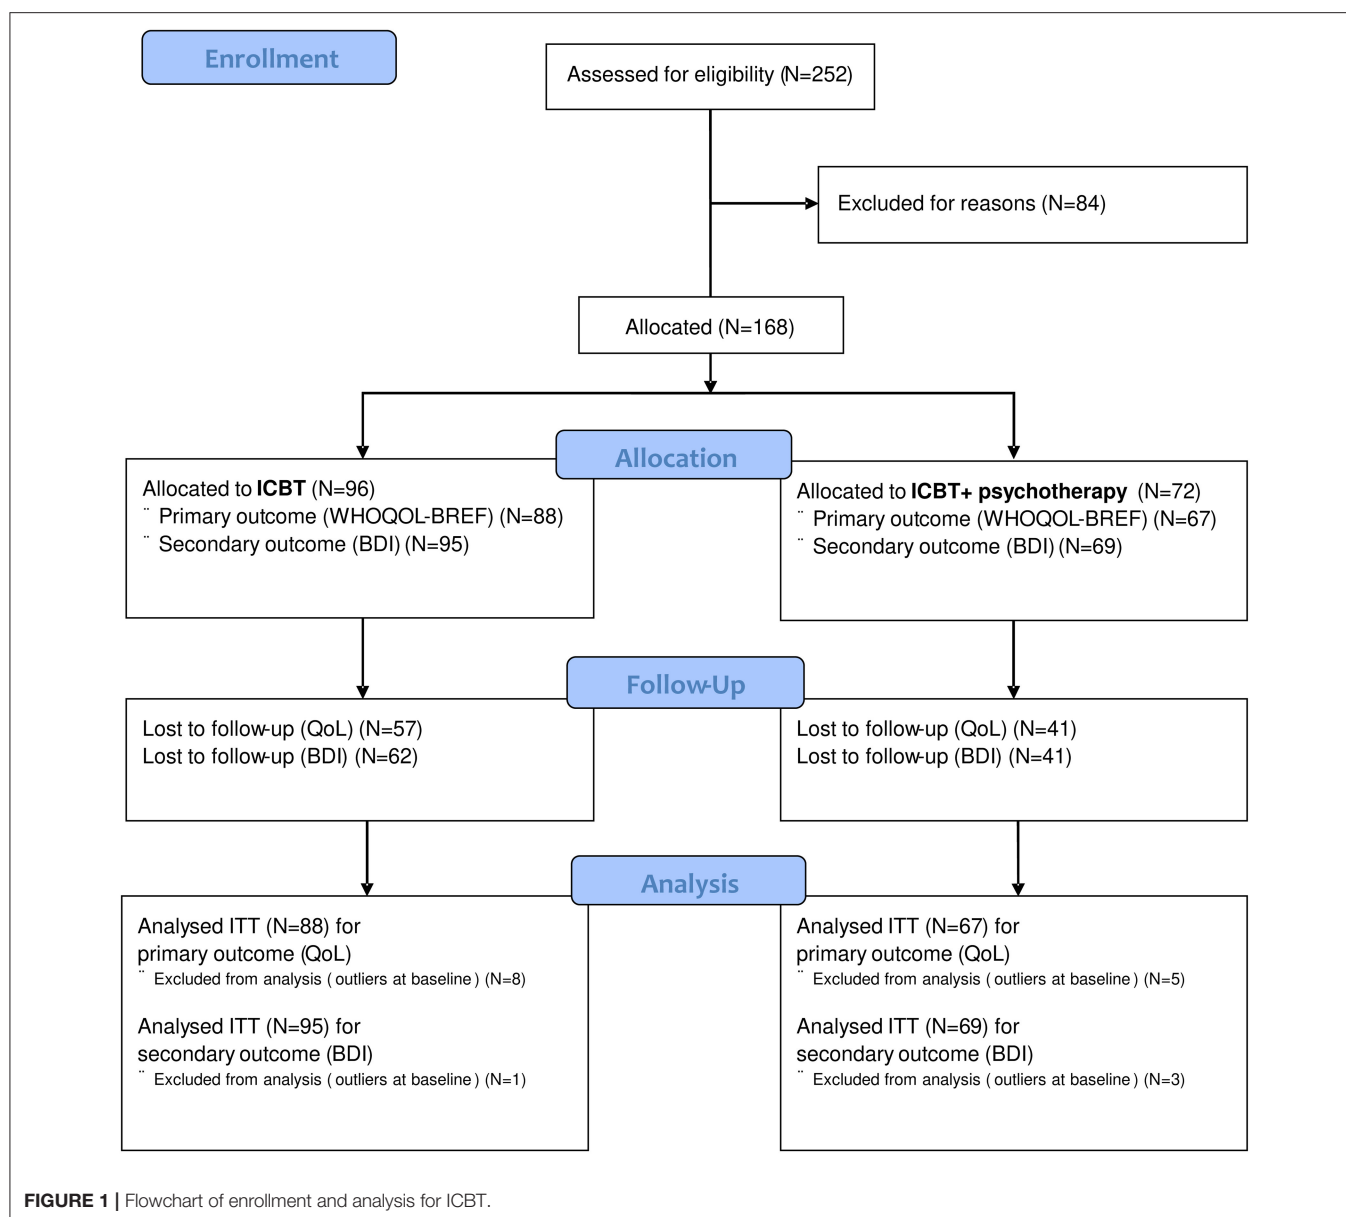 Enrollment
Assessed for eligibility (N=252)
Excluded for reasons (N=84)
Allocated (N=168)
Allocation
Allocated to ICBT (N=96)
¨ Primary outcome (WHOQOL-BREF) (N=88)
¨ Secondary outcome (BDI) (N=95)
Allocated to ICBT+ psychotherapy (N=72)
¨ Primary outcome (WHOQOL-BREF) (N=67)
¨ Secondary outcome (BDI) (N=69)
Follow-Up
Lost to follow-up (QoL) (N=57)
Lost to follow-up (BDI) (N=62)
Lost to follow-up (QoL) (N=41)
Lost to follow-up (BDI) (N=41)
Analysis
Analysed ITT (N=88) for
primary outcome (QoL)
¨ Excluded from analysis ( outliers at baseline ) (N=8)
Analysed ITT (N=95) for
secondary outcome (BDI)
¨ Excluded from analysis ( outliers at baseline ) (N=1)
Analysed ITT (N=67) for
primary outcome (QoL)
¨ Excluded from analysis ( outliers at baseline ) (N=5)
Analysed ITT (N=69) for
secondary outcome (BDI)
¨ Excluded from analysis ( outliers at baseline ) (N=3)
FIGURE 1 | Flowchart of enrollment and analysis for ICBT.